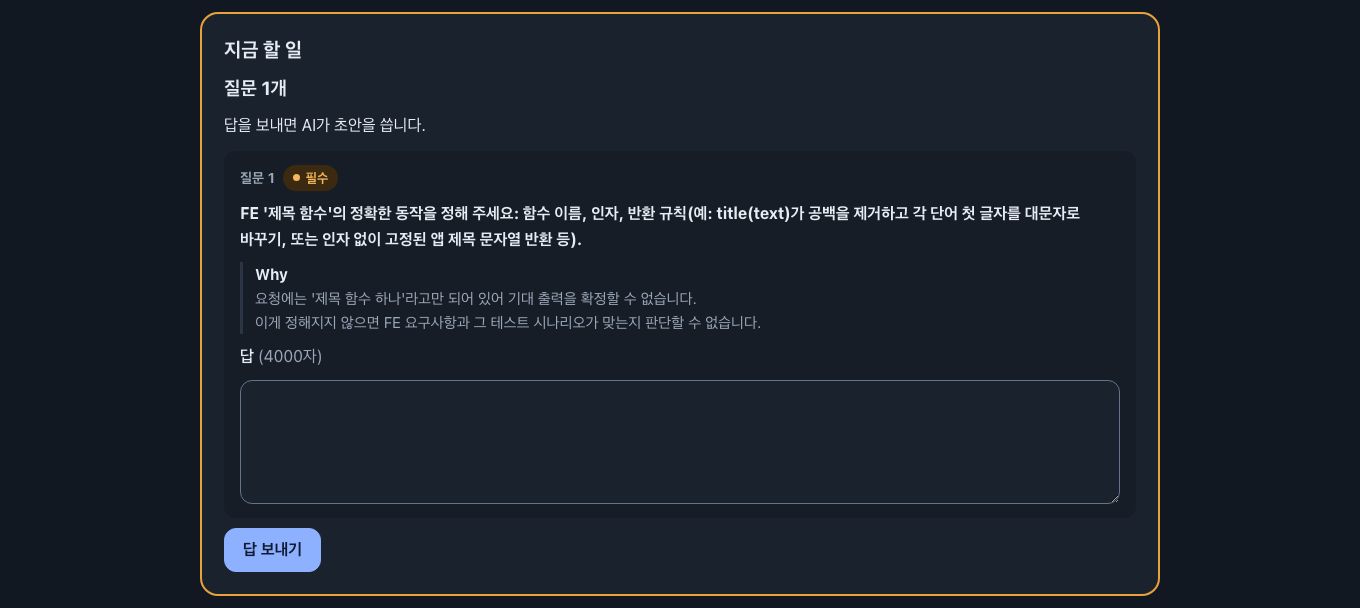 지금 할 일
질문 1개
답을 보내면 AI가 초안을 씁니다.
질문 1 필수
FE '제목 함수'의 정확한 동작을 정해 주세요: 함수 이름, 인자, 반환 규칙(예: title(text)가 공백을 제거하고 각 단어 첫 글자를 대문자로
바꾸기, 또는 인자 없이 고정된 앱 제목 문자열 반환 등).
Why
요청에는 '제목 함수 하나'라고만 되어 있어 기대 출력을 확정할 수 없습니다.
이게 정해지지 않으면 FE 요구사항과 그 테스트 시나리오가 맞는지 판단할 수 없습니다.
답 (4000자)
답 보내기